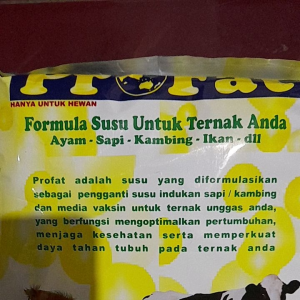 ProFat
HANYA UNTUK HEWAN
Formula Susu Untuk Ternak Anda
Ayam - Sapi - Kambing - Ikan - dll
Profat adalah susu yang diformulasikan
sebagai pengganti susu indukan sapi / kambing
dan media vaksin untuk ternak unggas anda,
yang berfungsi mengoptimalkan pertumbuhan,
menjaga kesehatan serta memperkuat
daya tahan tubuh pada ternak anda